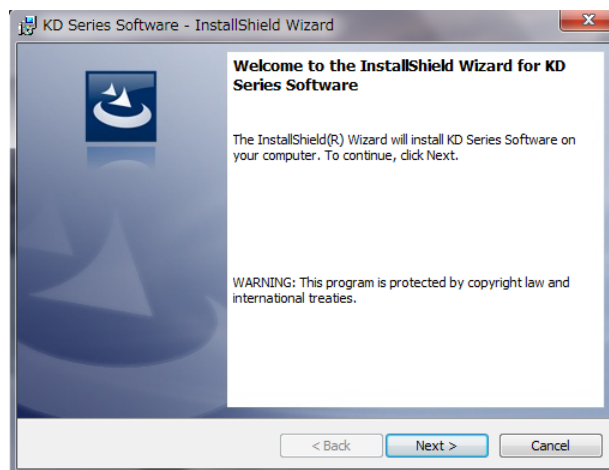 KD Series Software - InstallShield Wizard
Welcome to the InstallShield Wizard for KD
Series Software
The InstallShield(R) Wizard will install KD Series Software on
your computer. To continue, click Next.
WARNING: This program is protected by copyright law and
international treaties.
< Back
Next >
Cancel